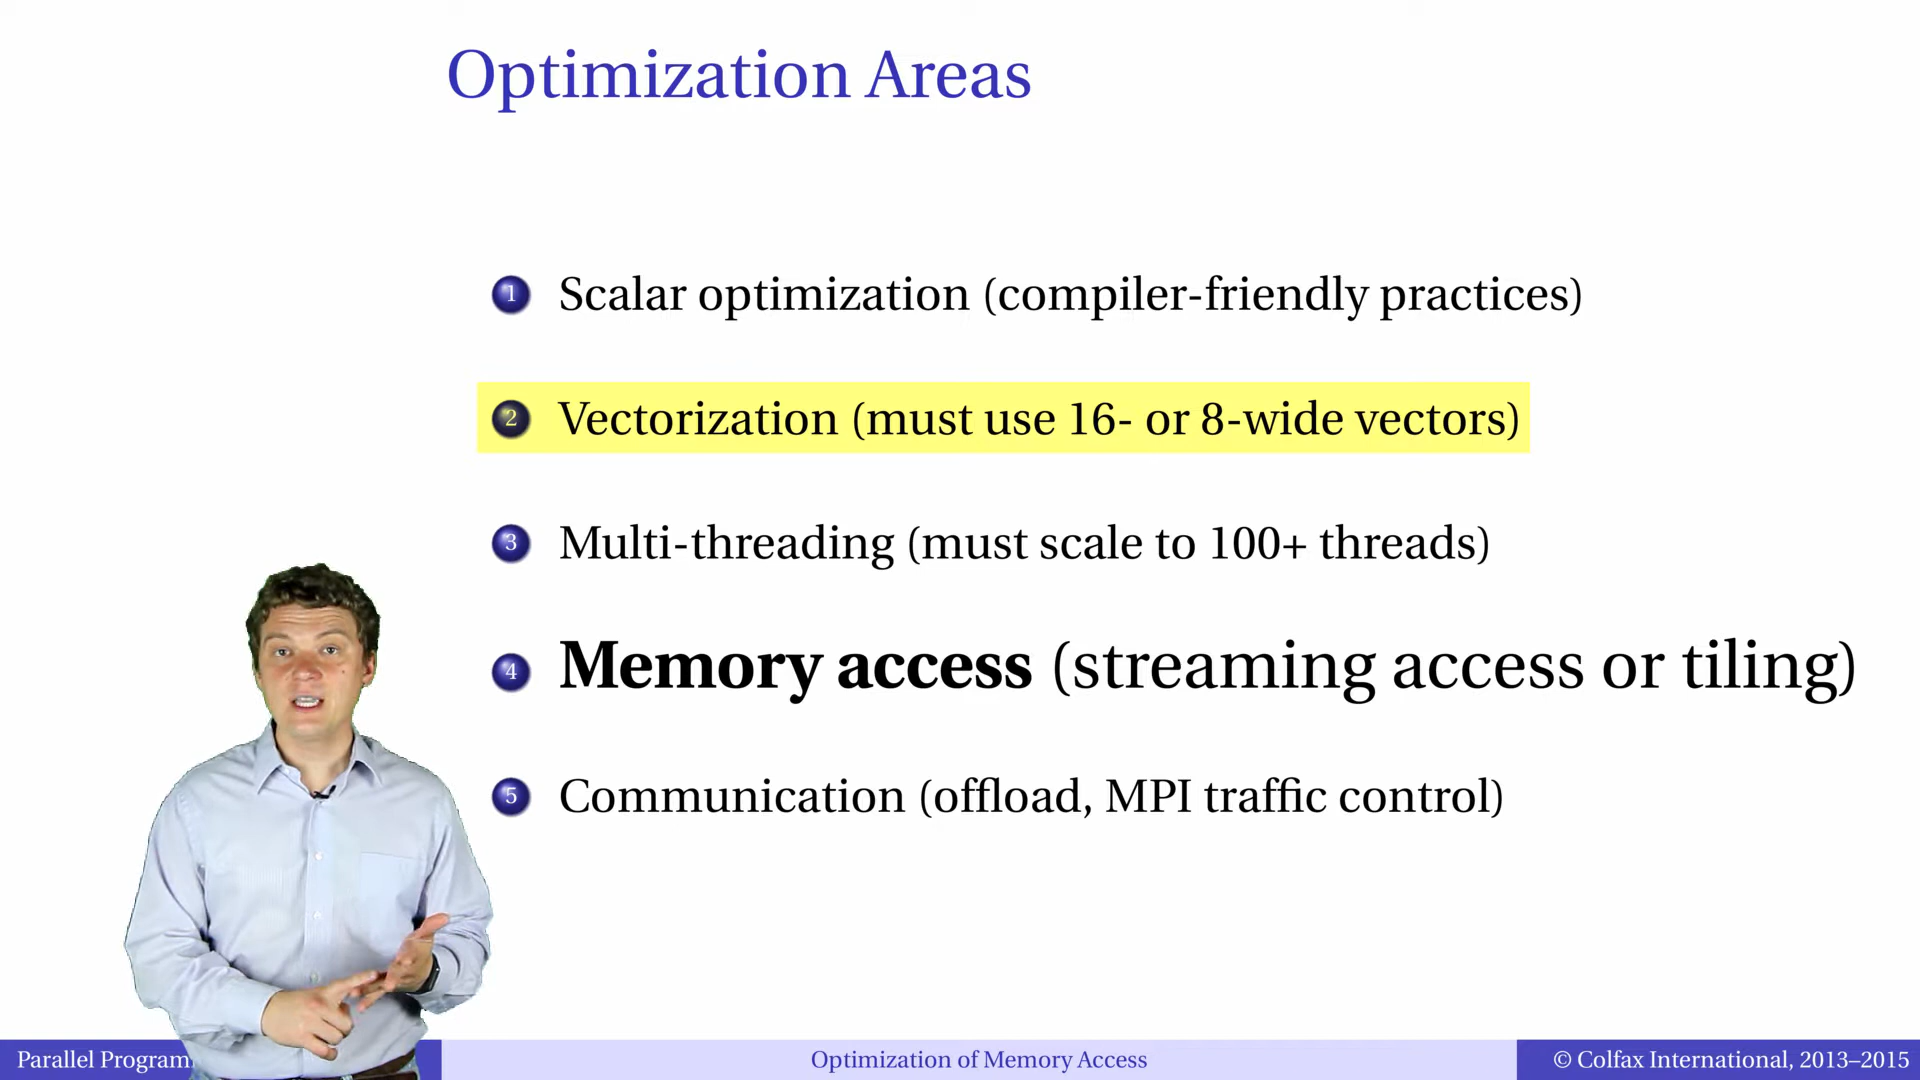 Optimization Areas
1 Scalar optimization (compiler-friendly practices)
2 Vectorization (must use 16- or 8-wide vectors)
3 Multi-threading (must scale to 100+ threads)
4 Memory access (streaming access or tiling)
5 Communication (offload, MPI traffic control)
Parallel Program
Optimization of Memory Access
© Colfax International, 2013–2015